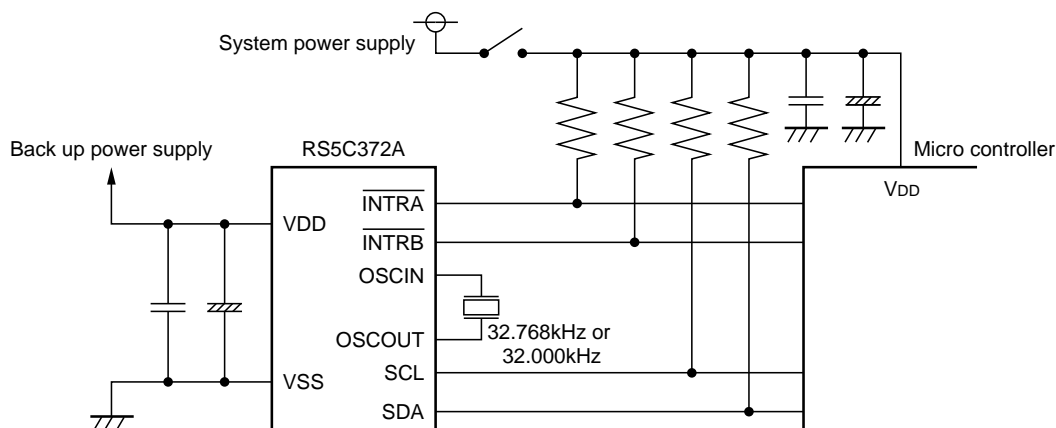 System power supply
Back up power supply
RS5C372A
Micro controller
VDD
INTRA
VDD
INTRB
OSCIN
OSCOUT
32.768kHz or
32.000kHz
SCL
VSS
SDA